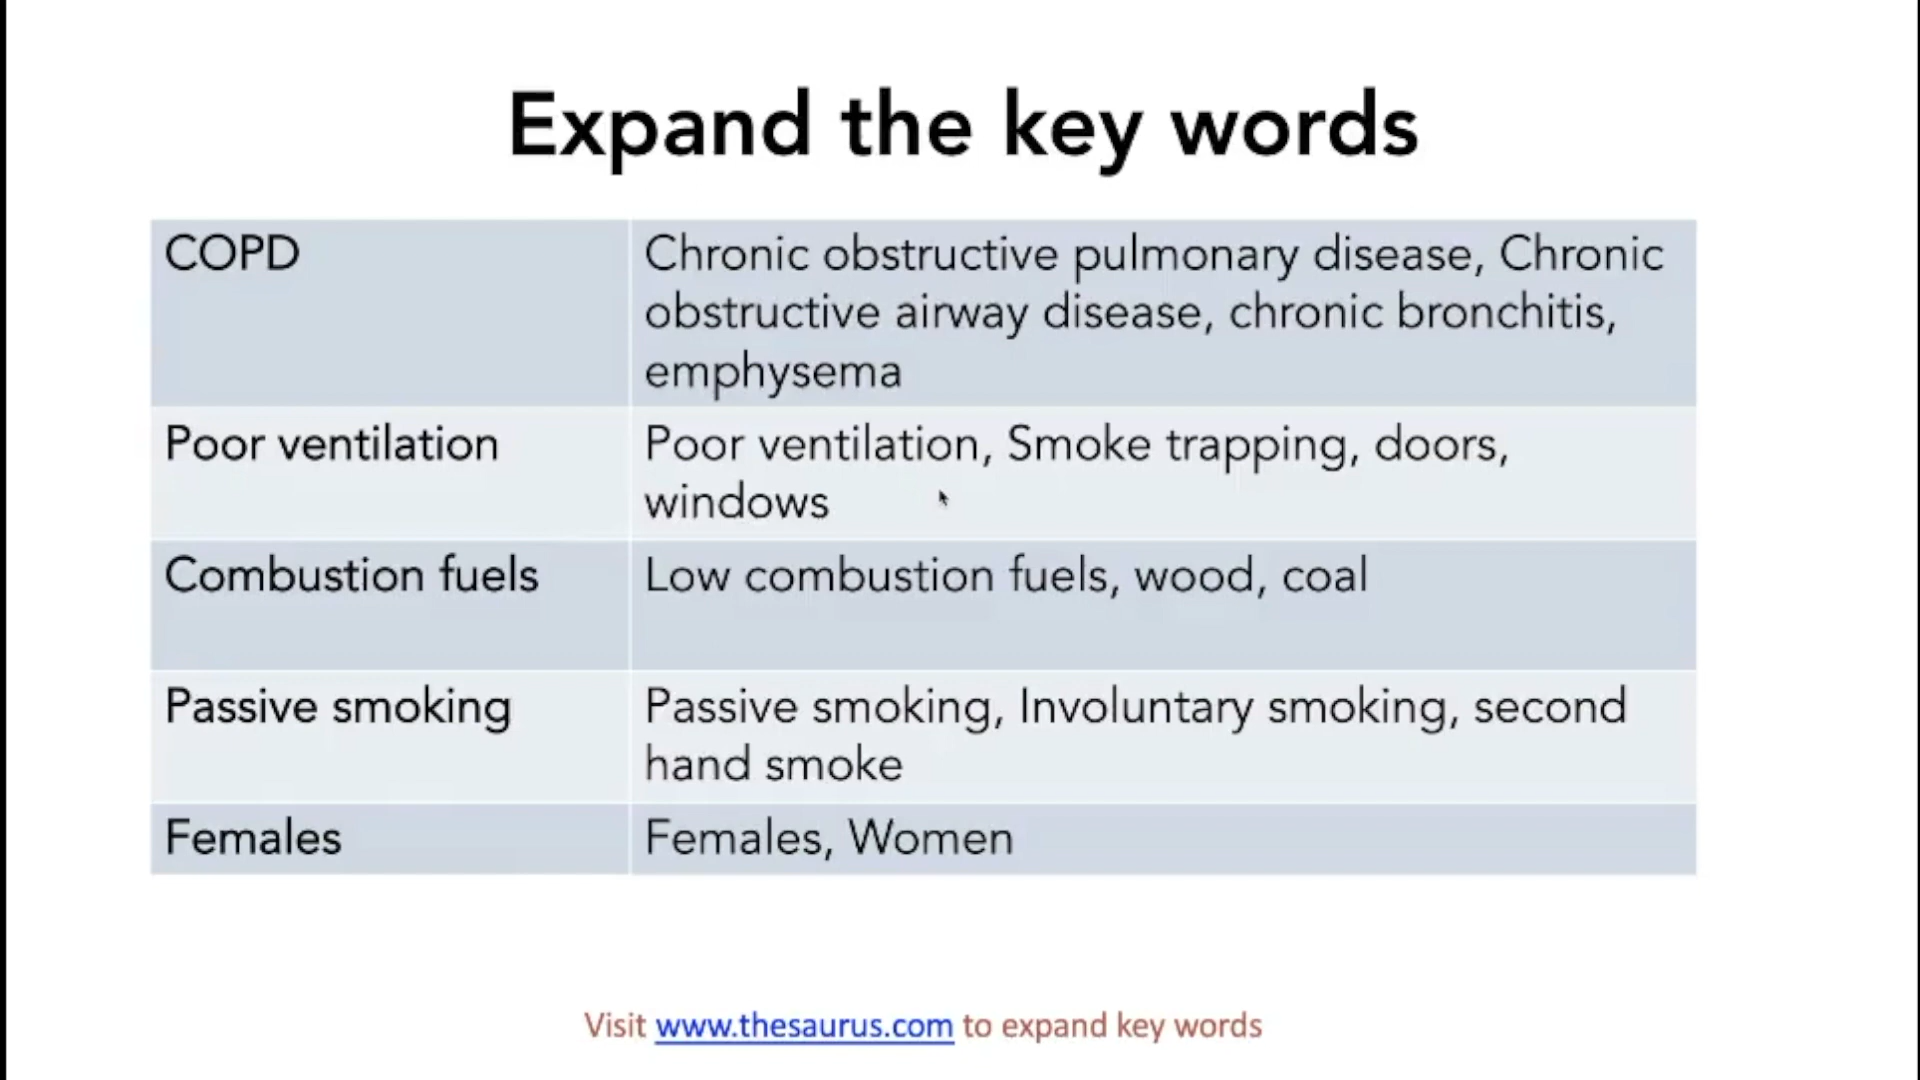 Expand the key words
COPD
Chronic obstructive pulmonary disease, Chronic
obstructive airway disease, chronic bronchitis,
emphysema
Poor ventilation
Poor ventilation, Smoke trapping, doors,
windows
Combustion fuels
Low combustion fuels, wood, coal
Passive smoking
Passive smoking, Involuntary smoking, second
hand smoke
Females
Females, Women
Visit www.thesaurus.com to expand key words